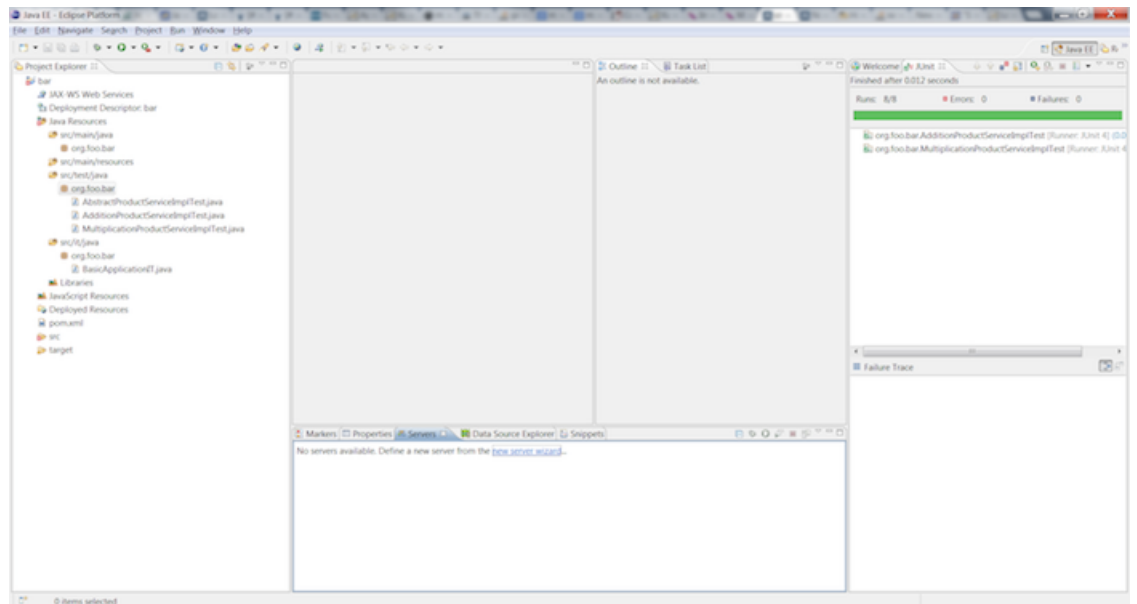 Java EE - Eclipse Platform
File Edit Navigate Search Project Run Window Help
Java EE
Project Explorer
bar
JAX-WS Web Services
Deployment Descriptor: bar
Java Resources
src/main/java
org.foo.bar
src/main/resources
src/test/java
org.foo.bar
AbstractProductServiceImplTest.java
AdditionProductServiceImplTest.java
MultiplicationProductServiceImplTest.java
src/it/java
org.foo.bar
BasicApplicationIT.java
Libraries
JavaScript Resources
Deployed Resources
pom.xml
src
target
Outline Task List
An outline is not available.
Welcome JUnit
Finished after 0.012 seconds
Runs: 8/8 Errors: 0 Failures: 0
org.foo.bar.AdditionProductServiceImplTest [Runner: JUnit 4] (0.0
org.foo.bar.MultiplicationProductServiceImplTest [Runner: JUnit 4
Failure Trace
Markers Properties Servers Data Source Explorer Snippets
No servers available. Define a new server from the new server wizard...
0 items selected